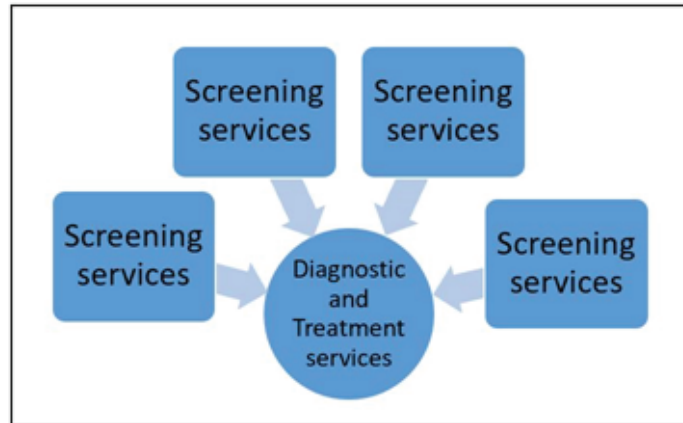 Screening
services
Screening
services
Screening
services
Screening
services
Diagnostic
and
Treatment
services